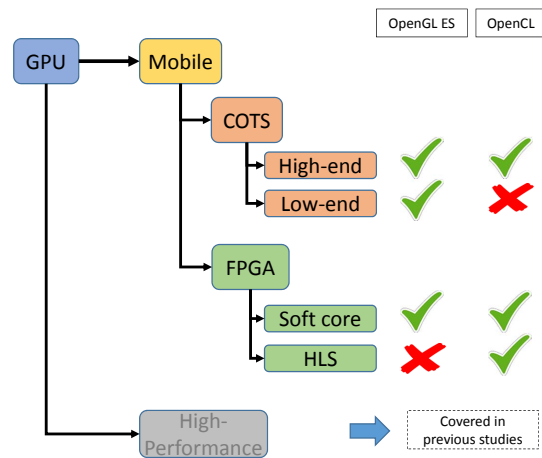 OpenGL ES
OpenCL
GPU
Mobile
COTS
High-end
Low-end
FPGA
Soft core
HLS
High-
Performance
Covered in
previous studies